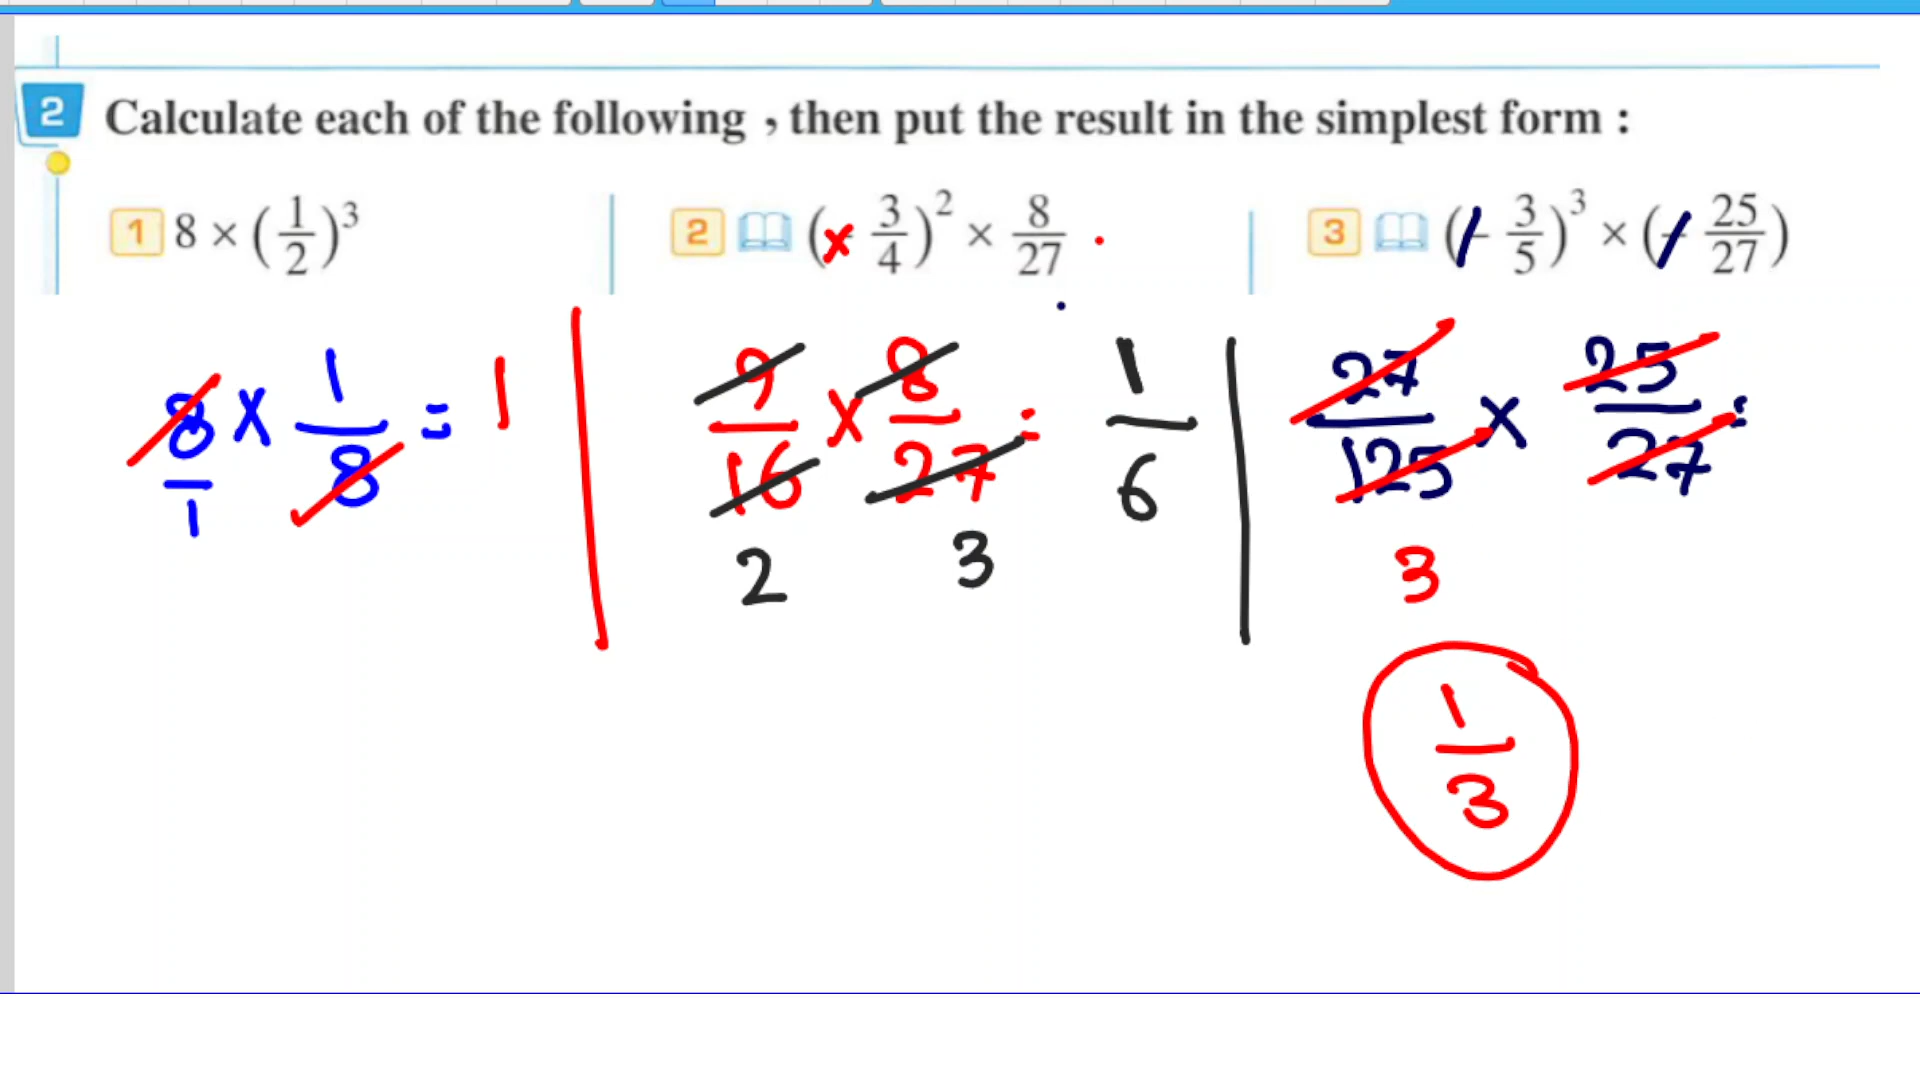 2 Calculate each of the following , then put the result in the simplest form :
1 8 × (1/2)^3
2 (- 3/4)^2 × 8/27
3 (- 3/5)^3 × (- 25/27)
8/1 × 1/8 = 1
9/16 × 8/27 = 1/6
2 3
27/125 × 25/27 =
3
1/3